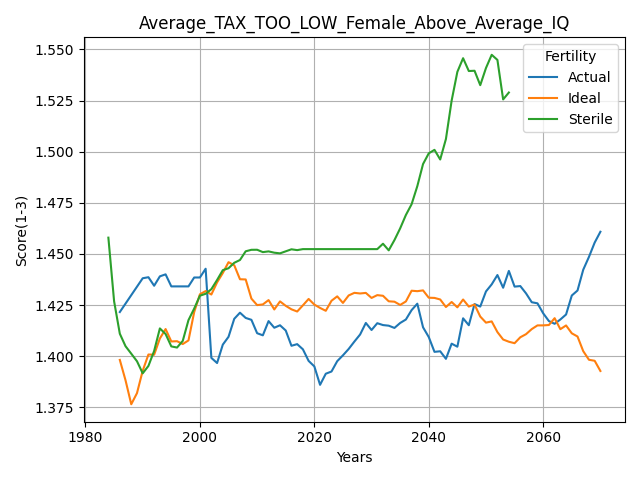 Average_TAX_TOO_LOW_Female_Above_Average_IQ
Fertility
Actual
Ideal
Sterile
Score(1-3)
1.550
1.525
1.500
1.475
1.450
1.425
1.400
1.375
1980
2000
2020
2040
2060
Years